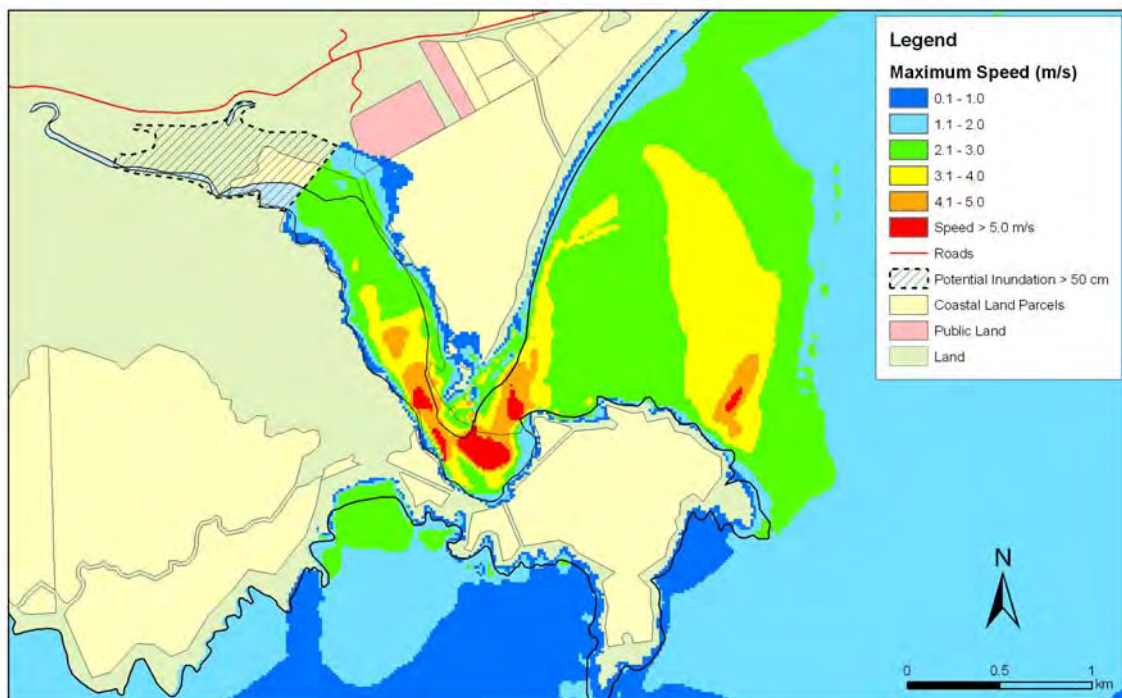 Legend
Maximum Speed (m/s)
0.1 - 1.0
1.1 - 2.0
2.1 - 3.0
3.1 - 4.0
4.1 - 5.0
Speed > 5.0 m/s
Roads
Potential Inundation > 50 cm
Coastal Land Parcels
Public Land
Land
N
0 0.5 1
km